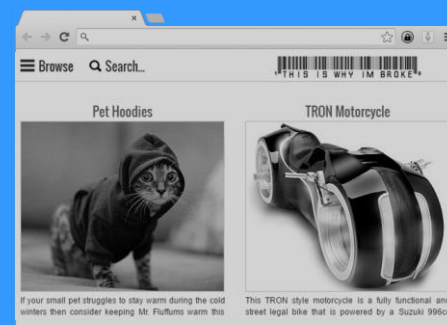 Browse
Search...
*THIS IS WHY IM BROKE*
Pet Hoodies
TRON Motorcycle
If your small pet struggles to stay warm during the cold
winters then consider keeping Mr. Fluffums warm this
This TRON style motorcycle is a fully functional and
street legal bike that is powered by a Suzuki 996cc